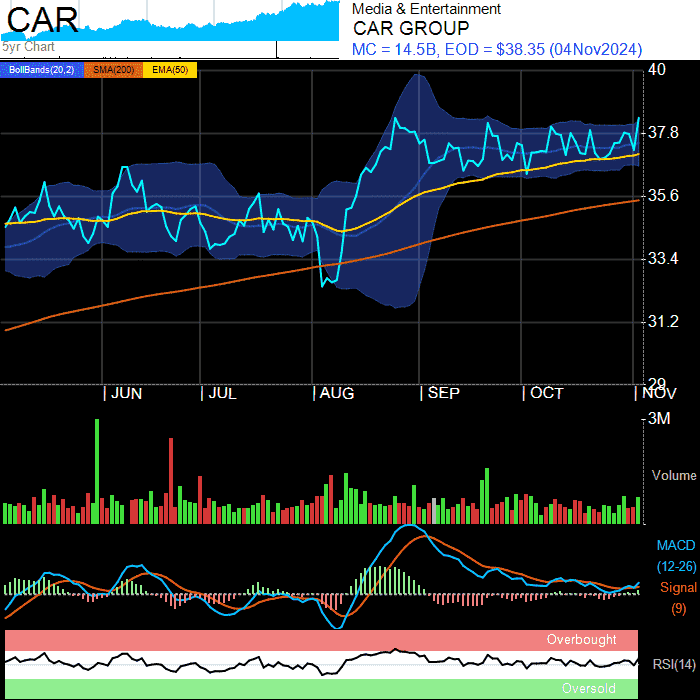 CAR
5yr Chart
Media & Entertainment
CAR GROUP
MC = 14.5B, EOD = $38.35 (04Nov2024)
BollBands(20,2) SMA(200) EMA(50)
40
37.8
35.6
33.4
31.2
29
JUN JUL AUG SEP OCT NOV
3M
Volume
MACD
(12-26)
Signal
(9)
Overbought
RSI(14)
Oversold